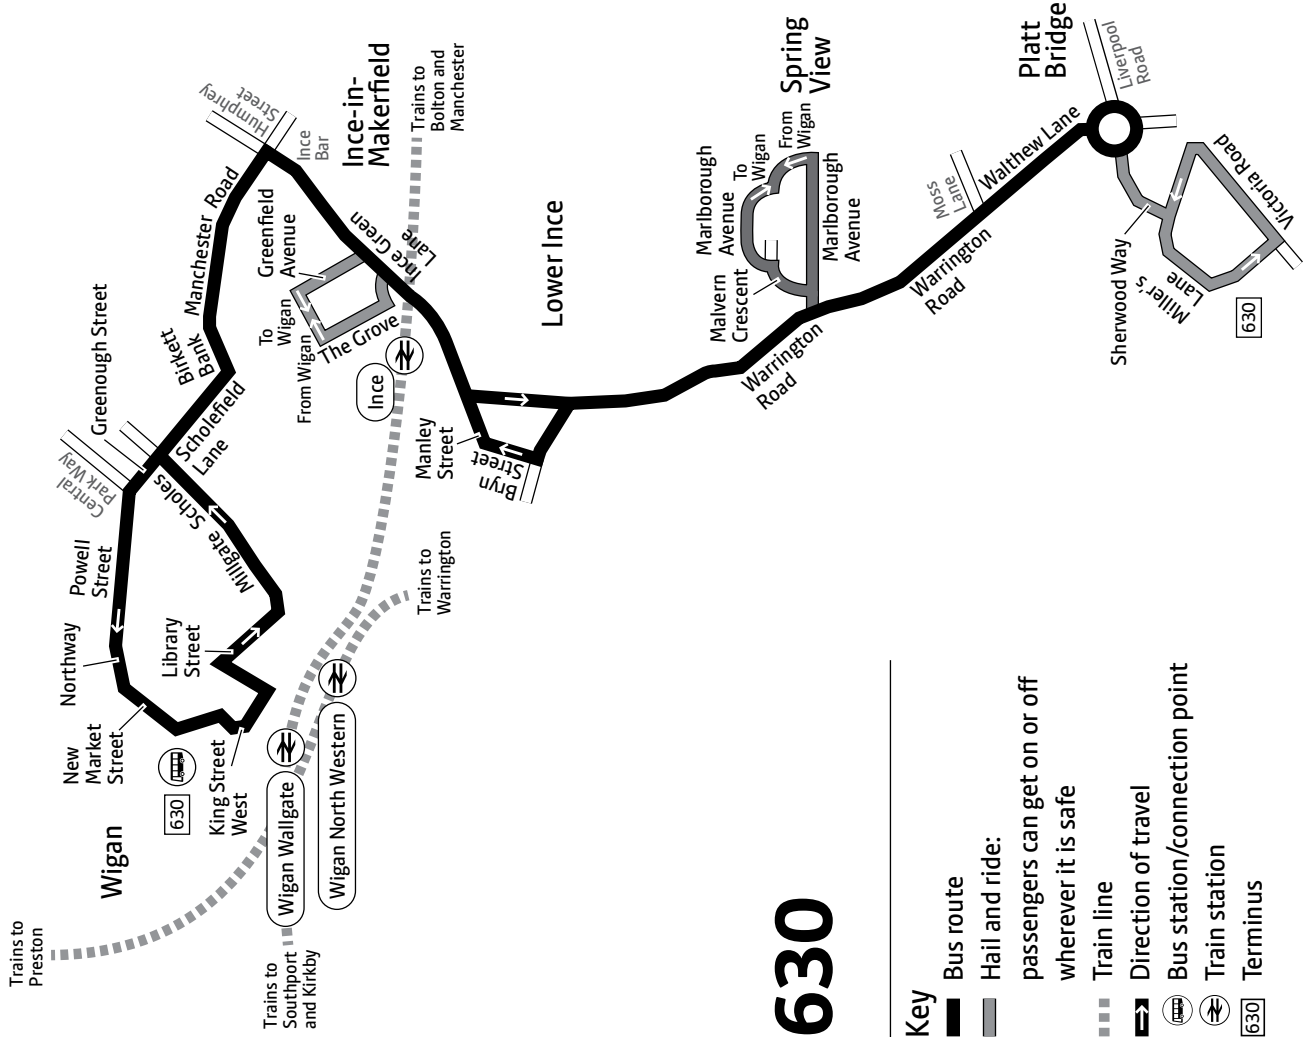 Trains to
Preston
Wigan
630
New
Market
Street
Northway
Powell
Street
Central
Park Way
Greenough Street
Scholefield
Lane
Birkett
Bank
Manchester Road
Humphrey
Street
Ince
Bar
Ince-in-
Makerfield
Trains to
Bolton and
Manchester
Scholes
Millgate
Library
Street
King Street
West
Wigan Wallgate
Wigan North Western
Trains to
Southport
and Kirkby
Trains to
Warrington
Greenfield
Avenue
To
Wigan
From Wigan
The Grove
Ince Green
Lane
Ince
Lower Ince
Manley
Street
Bryn
Street
Warrington
Road
Malvern
Crescent
Marlborough
Avenue
To
Wigan
From
Wigan
Spring
View
Marlborough
Avenue
Warrington
Road
Moss
Lane
Walthew Lane
Platt
Bridge
Liverpool
Road
Sherwood Way
Miller's
Lane
Victoria Road
630
630
Key
Bus route
Hail and ride:
passengers can get on or off
wherever it is safe
Train line
Direction of travel
Bus station/connection point
Train station
630
Terminus